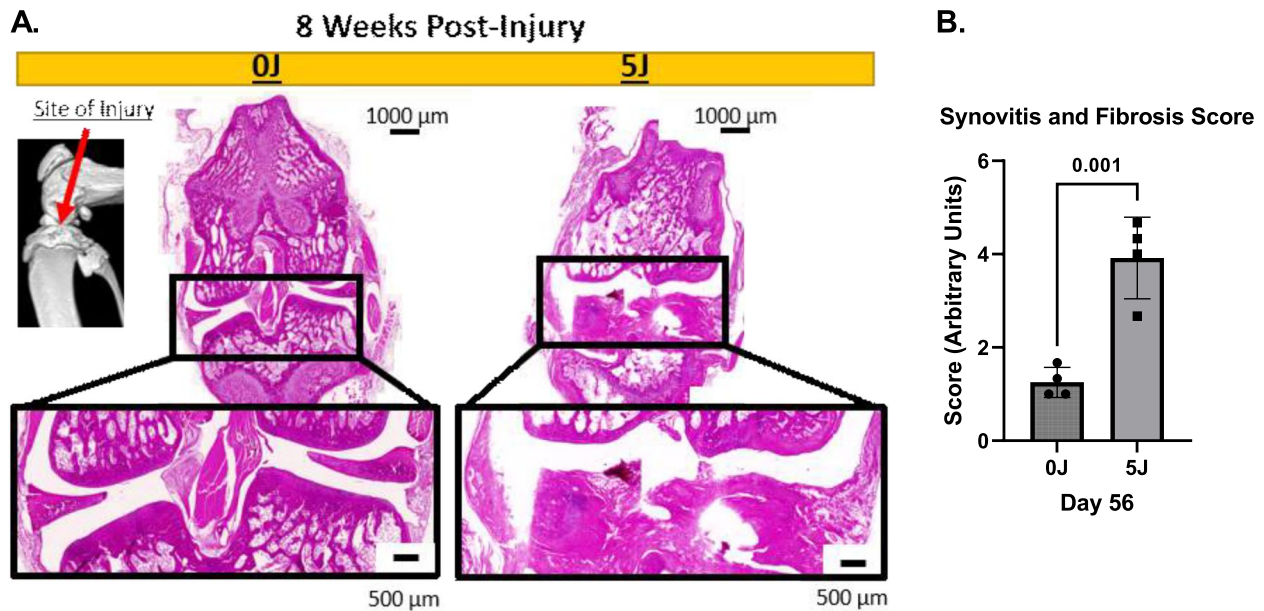 A.
8 Weeks Post-Injury
0J
5J
Site of Injury
1000 µm
1000 µm
500 µm
500 µm
B.
Synovitis and Fibrosis Score
Score (Arbitrary Units)
6
4
2
0
0.001
0J
5J
Day 56